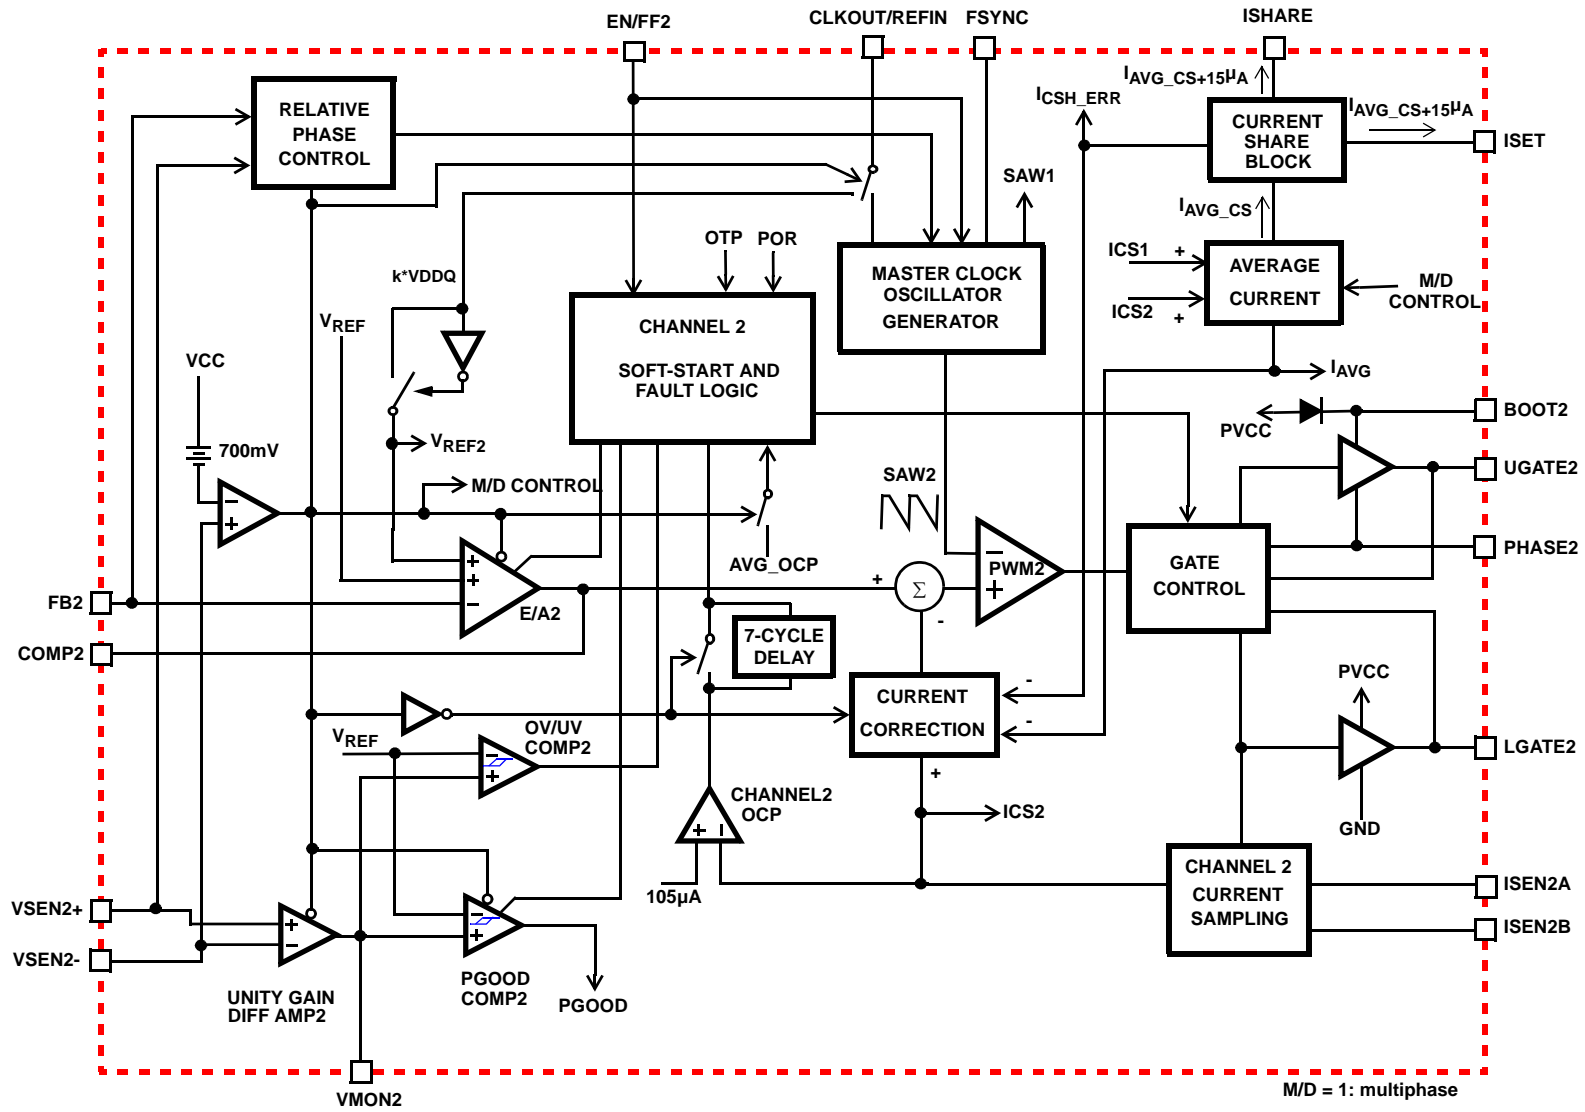 EN/FF2
CLKOUT/REFIN
FSYNC
ISHARE
IAVG_CS+15µA
ICSH_ERR
IAVG_CS+15µA
RELATIVE
PHASE
CONTROL
CURRENT
SHARE
BLOCK
ISET
SAW1
IAVG_CS
OTP
POR
k*VDDQ
MASTER CLOCK
OSCILLATOR
GENERATOR
ICS1
+
ICS2
+
AVERAGE
CURRENT
M/D
CONTROL
VREF
CHANNEL 2
SOFT-START AND
FAULT LOGIC
VCC
IAVG
700mV
VREF2
PVCC
BOOT2
UGATE2
M/D CONTROL
SAW2
−
+
AVG_OCP
−
PWM2
+
GATE
CONTROL
PHASE2
+
+
−
E/A2
+
Σ
-
FB2
COMP2
7-CYCLE
DELAY
CURRENT
CORRECTION
-
-
+
PVCC
VREF
OV/UV
COMP2
−
+
LGATE2
CHANNEL2
OCP
+
−
ICS2
GND
105µA
CHANNEL 2
CURRENT
SAMPLING
ISEN2A
ISEN2B
VSEN2+
VSEN2-
+
−
−
+
UNITY GAIN
DIFF AMP2
PGOOD
COMP2
PGOOD
VMON2
M/D = 1: multiphase